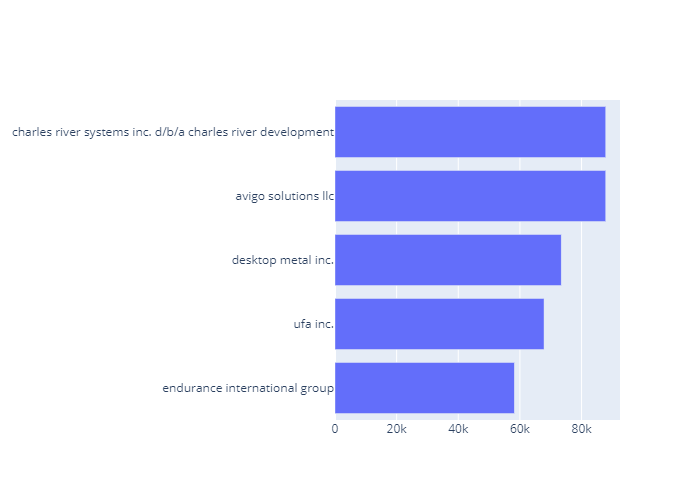 charles river systems inc. d/b/a charles river development
avigo solutions llc
desktop metal inc.
ufa inc.
endurance international group
0 20k 40k 60k 80k